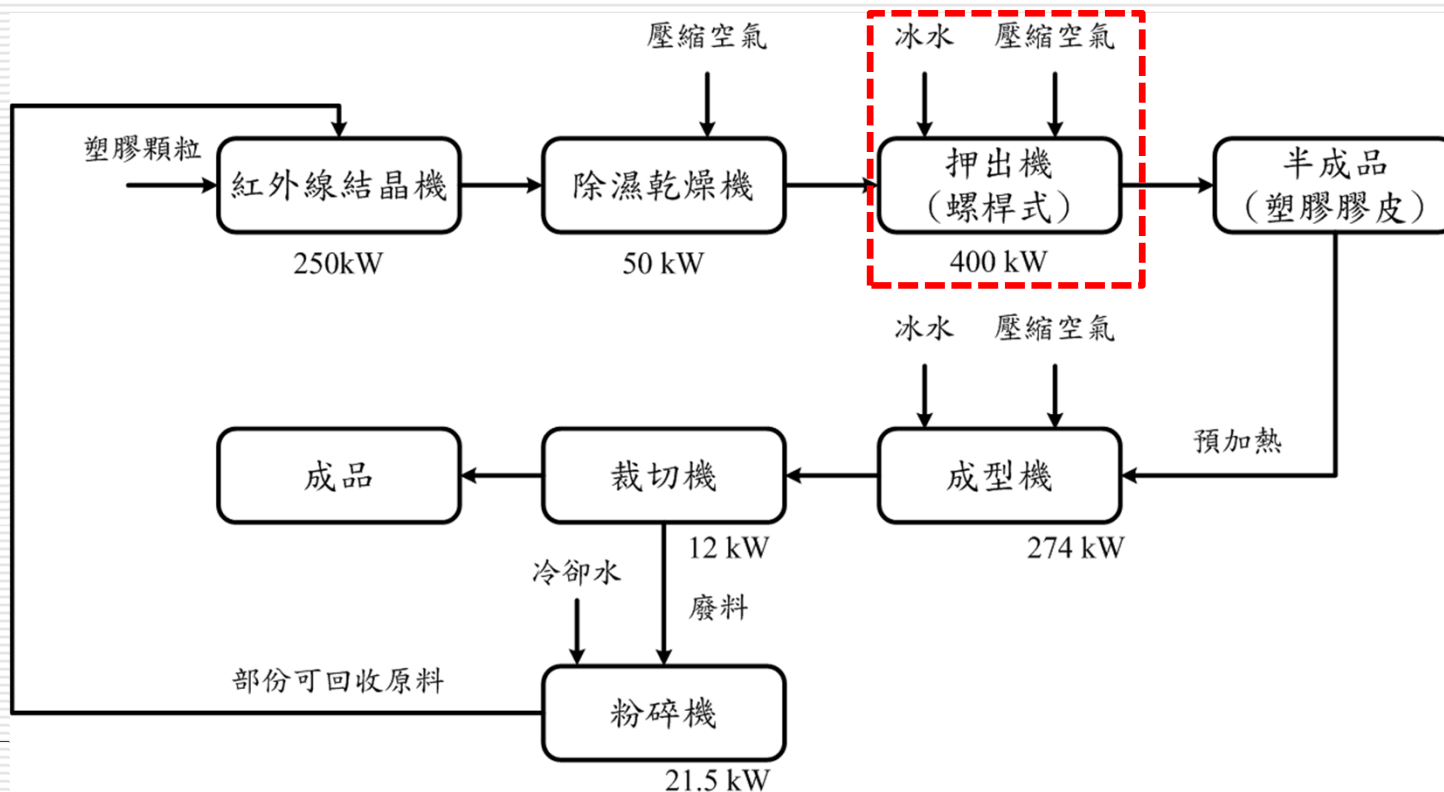 壓縮空氣
冰水
壓縮空氣
塑膠顆粒
紅外線結晶機
250kW
除濕乾燥機
50 kW
押出機
（螺桿式）
400 kW
半成品
（塑膠膠皮）
冰水
壓縮空氣
預加熱
成型機
274 kW
裁切機
12 kW
成品
冷卻水
廢料
部份可回收原料
粉碎機
21.5 kW